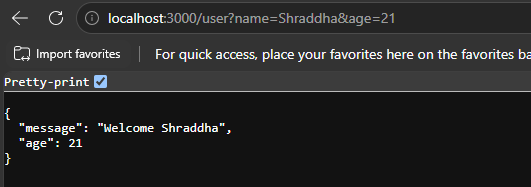 localhost:3000/user?name=Shraddha&age=21
Import favorites
For quick access, place your favorites here on the favorites ba
Pretty-print
{
"message": "Welcome Shraddha",
"age": 21
}